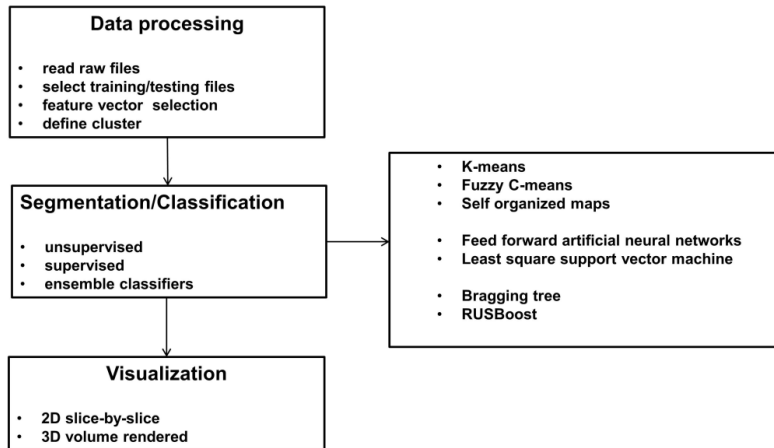 Data processing
• read raw files
• select training/testing files
• feature vector selection
• define cluster
Segmentation/Classification
• unsupervised
• supervised
• ensemble classifiers
• K-means
• Fuzzy C-means
• Self organized maps
• Feed forward artificial neural networks
• Least square support vector machine
• Bragging tree
• RUSBoost
Visualization
• 2D slice-by-slice
• 3D volume rendered